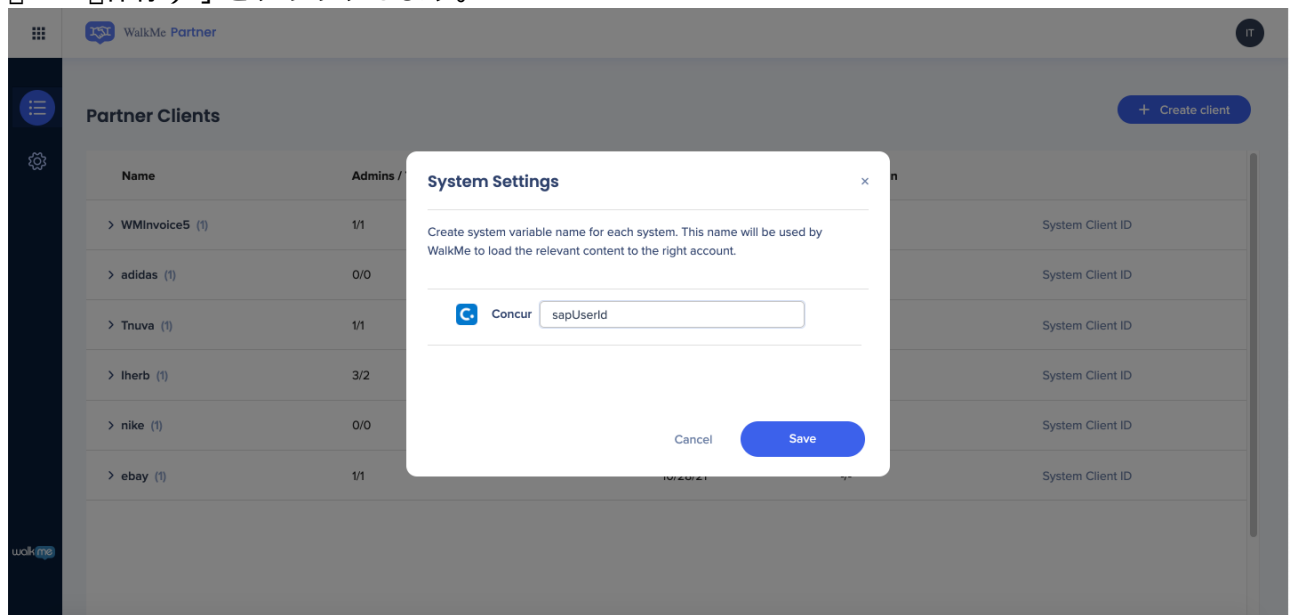 WalkMe Partner
IT
Partner Clients
+ Create client
Name
Admins /
System Settings
×
n
Create system variable name for each system. This name will be used by
WalkMe to load the relevant content to the right account.
> WMInvoice5 (1)
1/1
System Client ID
> adidas (1)
0/0
System Client ID
C.
Concur
sapUserId
> Tnuva (1)
1/1
System Client ID
> Iherb (1)
3/2
System Client ID
> nike (1)
0/0
Cancel
Save
System Client ID
> ebay (1)
1/1
System Client ID
walkme